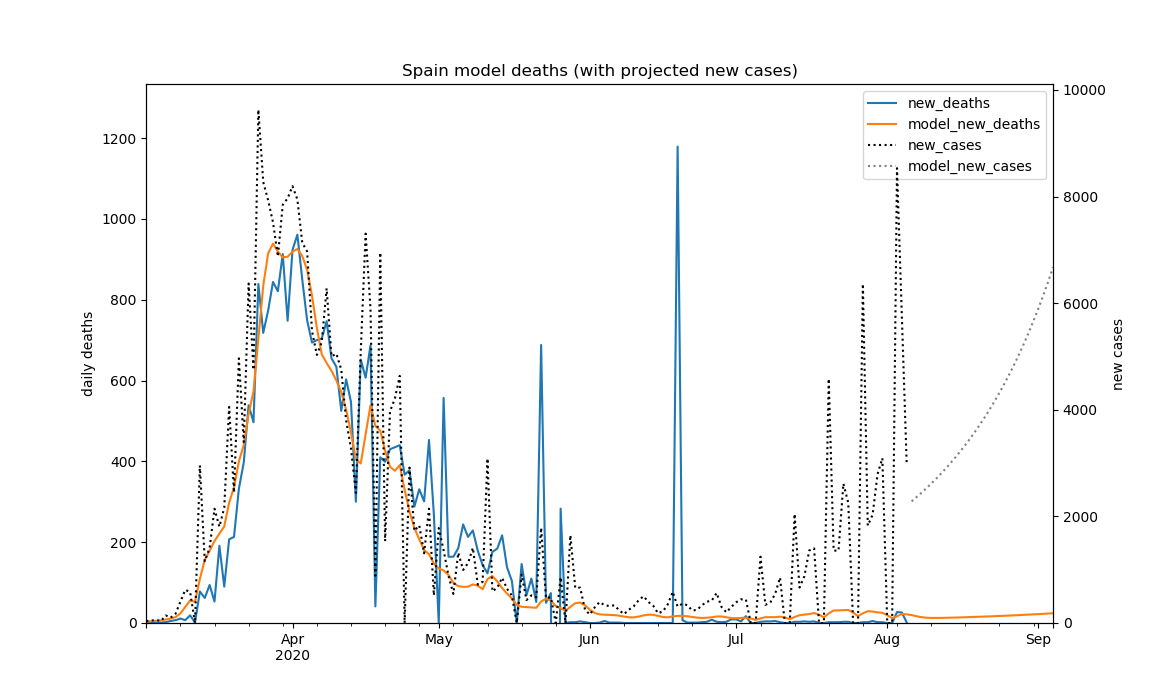 Spain model deaths (with projected new cases)
new_deaths
model_new_deaths
new_cases
model_new_cases
daily deaths
1200
1000
800
600
400
200
0
10000
8000
6000
4000
2000
0
new cases
Apr
2020
May
Jun
Jul
Aug
Sep